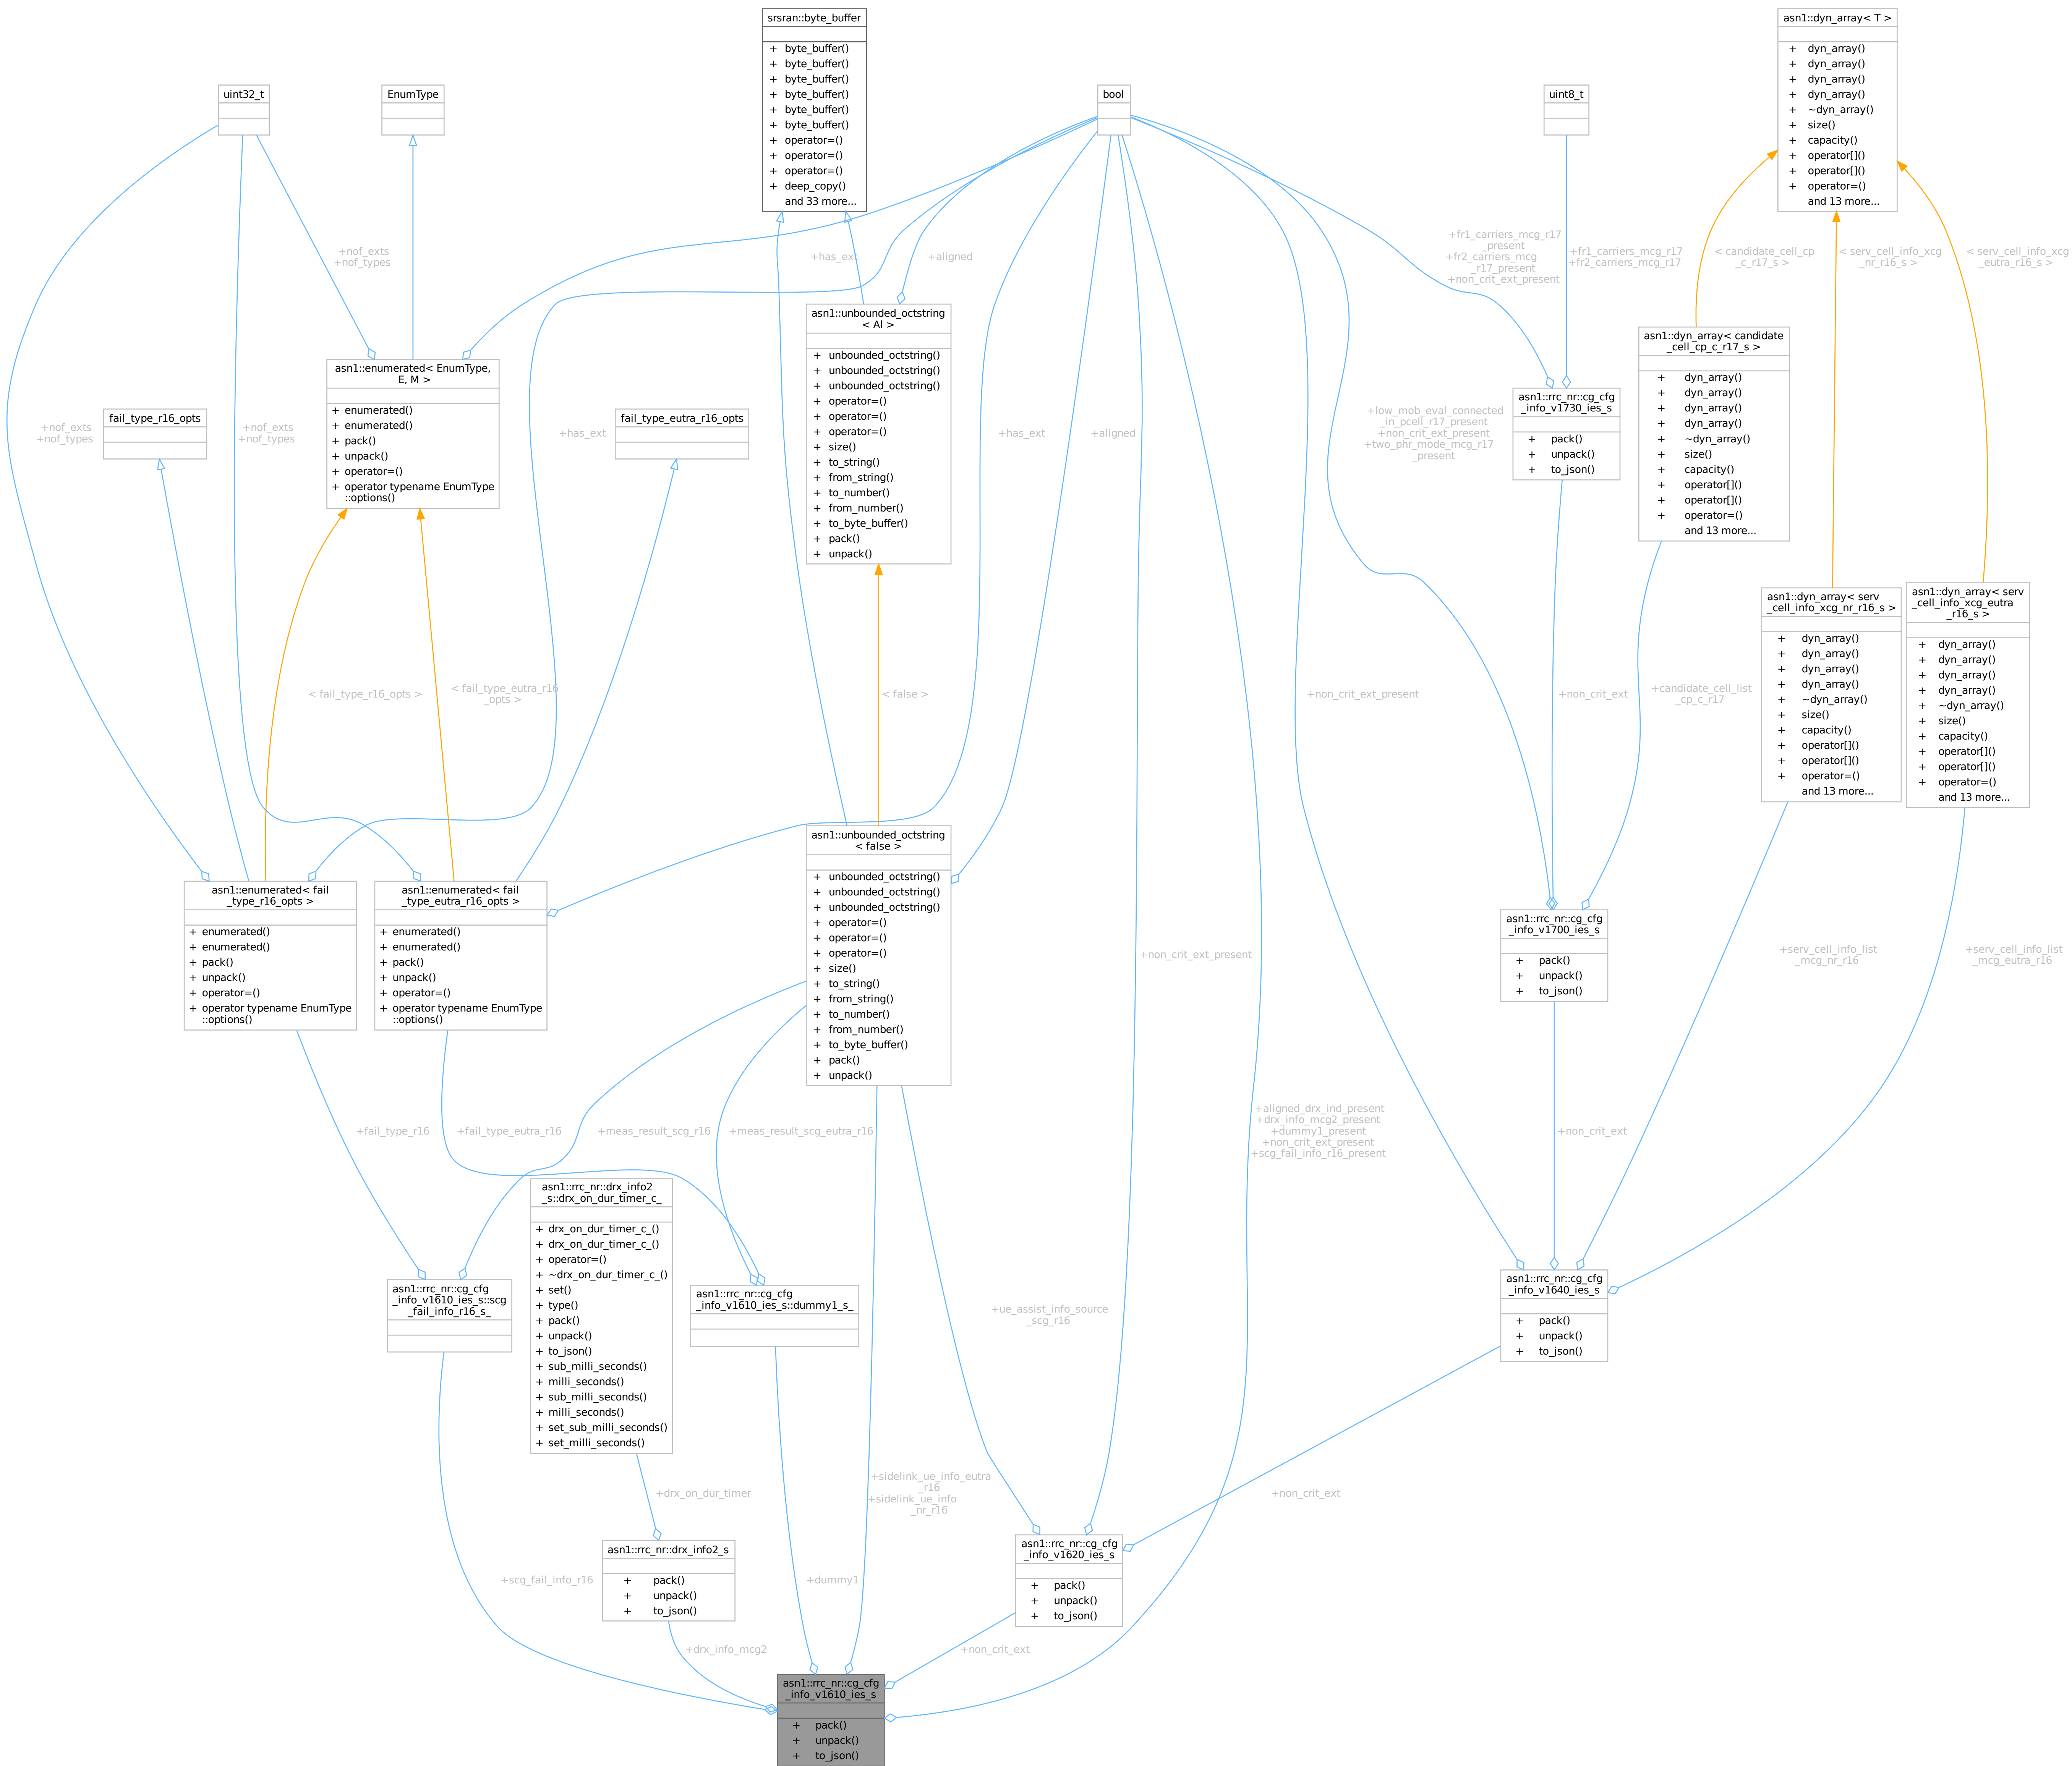 srsran::byte_buffer
+ byte_buffer()
+ byte_buffer()
+ byte_buffer()
+ byte_buffer()
+ byte_buffer()
+ byte_buffer()
+ operator=()
+ operator=()
+ operator=()
+ deep_copy()
and 33 more...
asn1::dyn_array< T >
+ dyn_array()
+ dyn_array()
+ dyn_array()
+ dyn_array()
+ ~dyn_array()
+ size()
+ capacity()
+ operator[]()
+ operator[]()
+ operator=()
and 13 more...
uint32_t
EnumType
bool
uint8_t
+nof_exts
+nof_types
+has_ext
+aligned
+fr1_carriers_mcg_r17
_present
+fr2_carriers_mcg
_r17_present
+non_crit_ext_present
+fr1_carriers_mcg_r17
+fr2_carriers_mcg_r17
< candidate_cell_cp
_c_r17_s >
< serv_cell_info_xcg
_nr_r16_s >
< serv_cell_info_xcg
_eutra_r16_s >
asn1::unbounded_octstring
< Al >
+ unbounded_octstring()
+ unbounded_octstring()
+ unbounded_octstring()
+ operator=()
+ operator=()
+ operator=()
+ size()
+ to_string()
+ from_string()
+ to_number()
+ from_number()
+ to_byte_buffer()
+ pack()
+ unpack()
asn1::enumerated< EnumType,
E, M >
+ enumerated()
+ enumerated()
+ pack()
+ unpack()
+ operator=()
+ operator typename EnumType
::options()
asn1::dyn_array< candidate
_cell_cp_c_r17_s >
+ dyn_array()
+ dyn_array()
+ dyn_array()
+ dyn_array()
+ ~dyn_array()
+ size()
+ capacity()
+ operator[]()
+ operator[]()
+ operator=()
and 13 more...
asn1::rrc_nr::cg_cfg
_info_v1730_ies_s
+ pack()
+ unpack()
+ to_json()
fail_type_r16_opts
fail_type_eutra_r16_opts
+nof_exts
+nof_types
+nof_exts
+nof_types
+has_ext
+has_ext
+aligned
+low_mob_eval_connected
_in_pcell_r17_present
+non_crit_ext_present
+two_phr_mode_mcg_r17
_present
asn1::dyn_array< serv
_cell_info_xcg_nr_r16_s >
+ dyn_array()
+ dyn_array()
+ dyn_array()
+ dyn_array()
+ ~dyn_array()
+ size()
+ capacity()
+ operator[]()
+ operator[]()
+ operator=()
and 13 more...
asn1::dyn_array< serv
_cell_info_xcg_eutra
_r16_s >
+ dyn_array()
+ dyn_array()
+ dyn_array()
+ dyn_array()
+ ~dyn_array()
+ size()
+ capacity()
+ operator[]()
+ operator[]()
+ operator=()
and 13 more...
< fail_type_r16_opts >
< fail_type_eutra_r16
_opts >
< false >
+non_crit_ext_present
+non_crit_ext
+candidate_cell_list
_cp_c_r17
asn1::unbounded_octstring
< false >
+ unbounded_octstring()
+ unbounded_octstring()
+ unbounded_octstring()
+ operator=()
+ operator=()
+ operator=()
+ size()
+ to_string()
+ from_string()
+ to_number()
+ from_number()
+ to_byte_buffer()
+ pack()
+ unpack()
asn1::enumerated< fail
_type_r16_opts >
+ enumerated()
+ enumerated()
+ pack()
+ unpack()
+ operator=()
+ operator typename EnumType
::options()
asn1::enumerated< fail
_type_eutra_r16_opts >
+ enumerated()
+ enumerated()
+ pack()
+ unpack()
+ operator=()
+ operator typename EnumType
::options()
asn1::rrc_nr::cg_cfg
_info_v1700_ies_s
+ pack()
+ unpack()
+ to_json()
+non_crit_ext_present
+serv_cell_info_list
_mcg_nr_r16
+serv_cell_info_list
_mcg_eutra_r16
+fail_type_r16
+fail_type_eutra_r16
+meas_result_scg_r16
+meas_result_scg_eutra_r16
+aligned_drx_ind_present
+drx_info_mcg2_present
+dummy1_present
+non_crit_ext_present
+scg_fail_info_r16_present
+non_crit_ext
asn1::rrc_nr::drx_info2
_s::drx_on_dur_timer_c_
+ drx_on_dur_timer_c_()
+ drx_on_dur_timer_c_()
+ operator=()
+ ~drx_on_dur_timer_c_()
+ set()
+ type()
+ pack()
+ unpack()
+ to_json()
+ sub_milli_seconds()
+ milli_seconds()
+ sub_milli_seconds()
+ milli_seconds()
+ set_sub_milli_seconds()
+ set_milli_seconds()
asn1::rrc_nr::cg_cfg
_info_v1610_ies_s::scg
_fail_info_r16_s_
asn1::rrc_nr::cg_cfg
_info_v1610_ies_s::dummy1_s_
asn1::rrc_nr::cg_cfg
_info_v1640_ies_s
+ pack()
+ unpack()
+ to_json()
+ue_assist_info_source
_scg_r16
+drx_on_dur_timer
+sidelink_ue_info_eutra
_r16
+sidelink_ue_info
_nr_r16
+non_crit_ext
asn1::rrc_nr::drx_info2_s
+ pack()
+ unpack()
+ to_json()
asn1::rrc_nr::cg_cfg
_info_v1620_ies_s
+ pack()
+ unpack()
+ to_json()
+scg_fail_info_r16
+dummy1
+drx_info_mcg2
+non_crit_ext
asn1::rrc_nr::cg_cfg
_info_v1610_ies_s
+ pack()
+ unpack()
+ to_json()